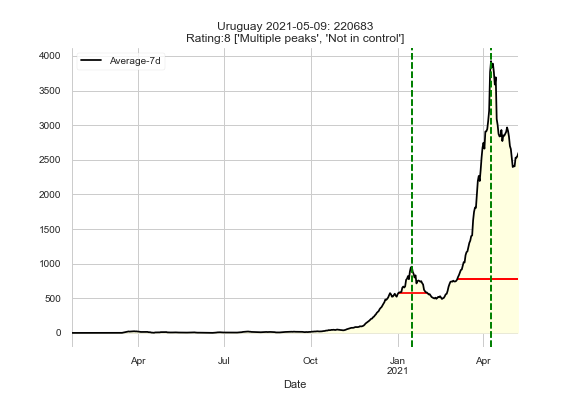 Uruguay 2021-05-09: 220683
Rating:8 ['Multiple peaks', 'Not in control']
Average-7d
4000
3500
3000
2500
2000
1500
1000
500
0
Apr
Jul
Oct
Jan
2021
Apr
Date